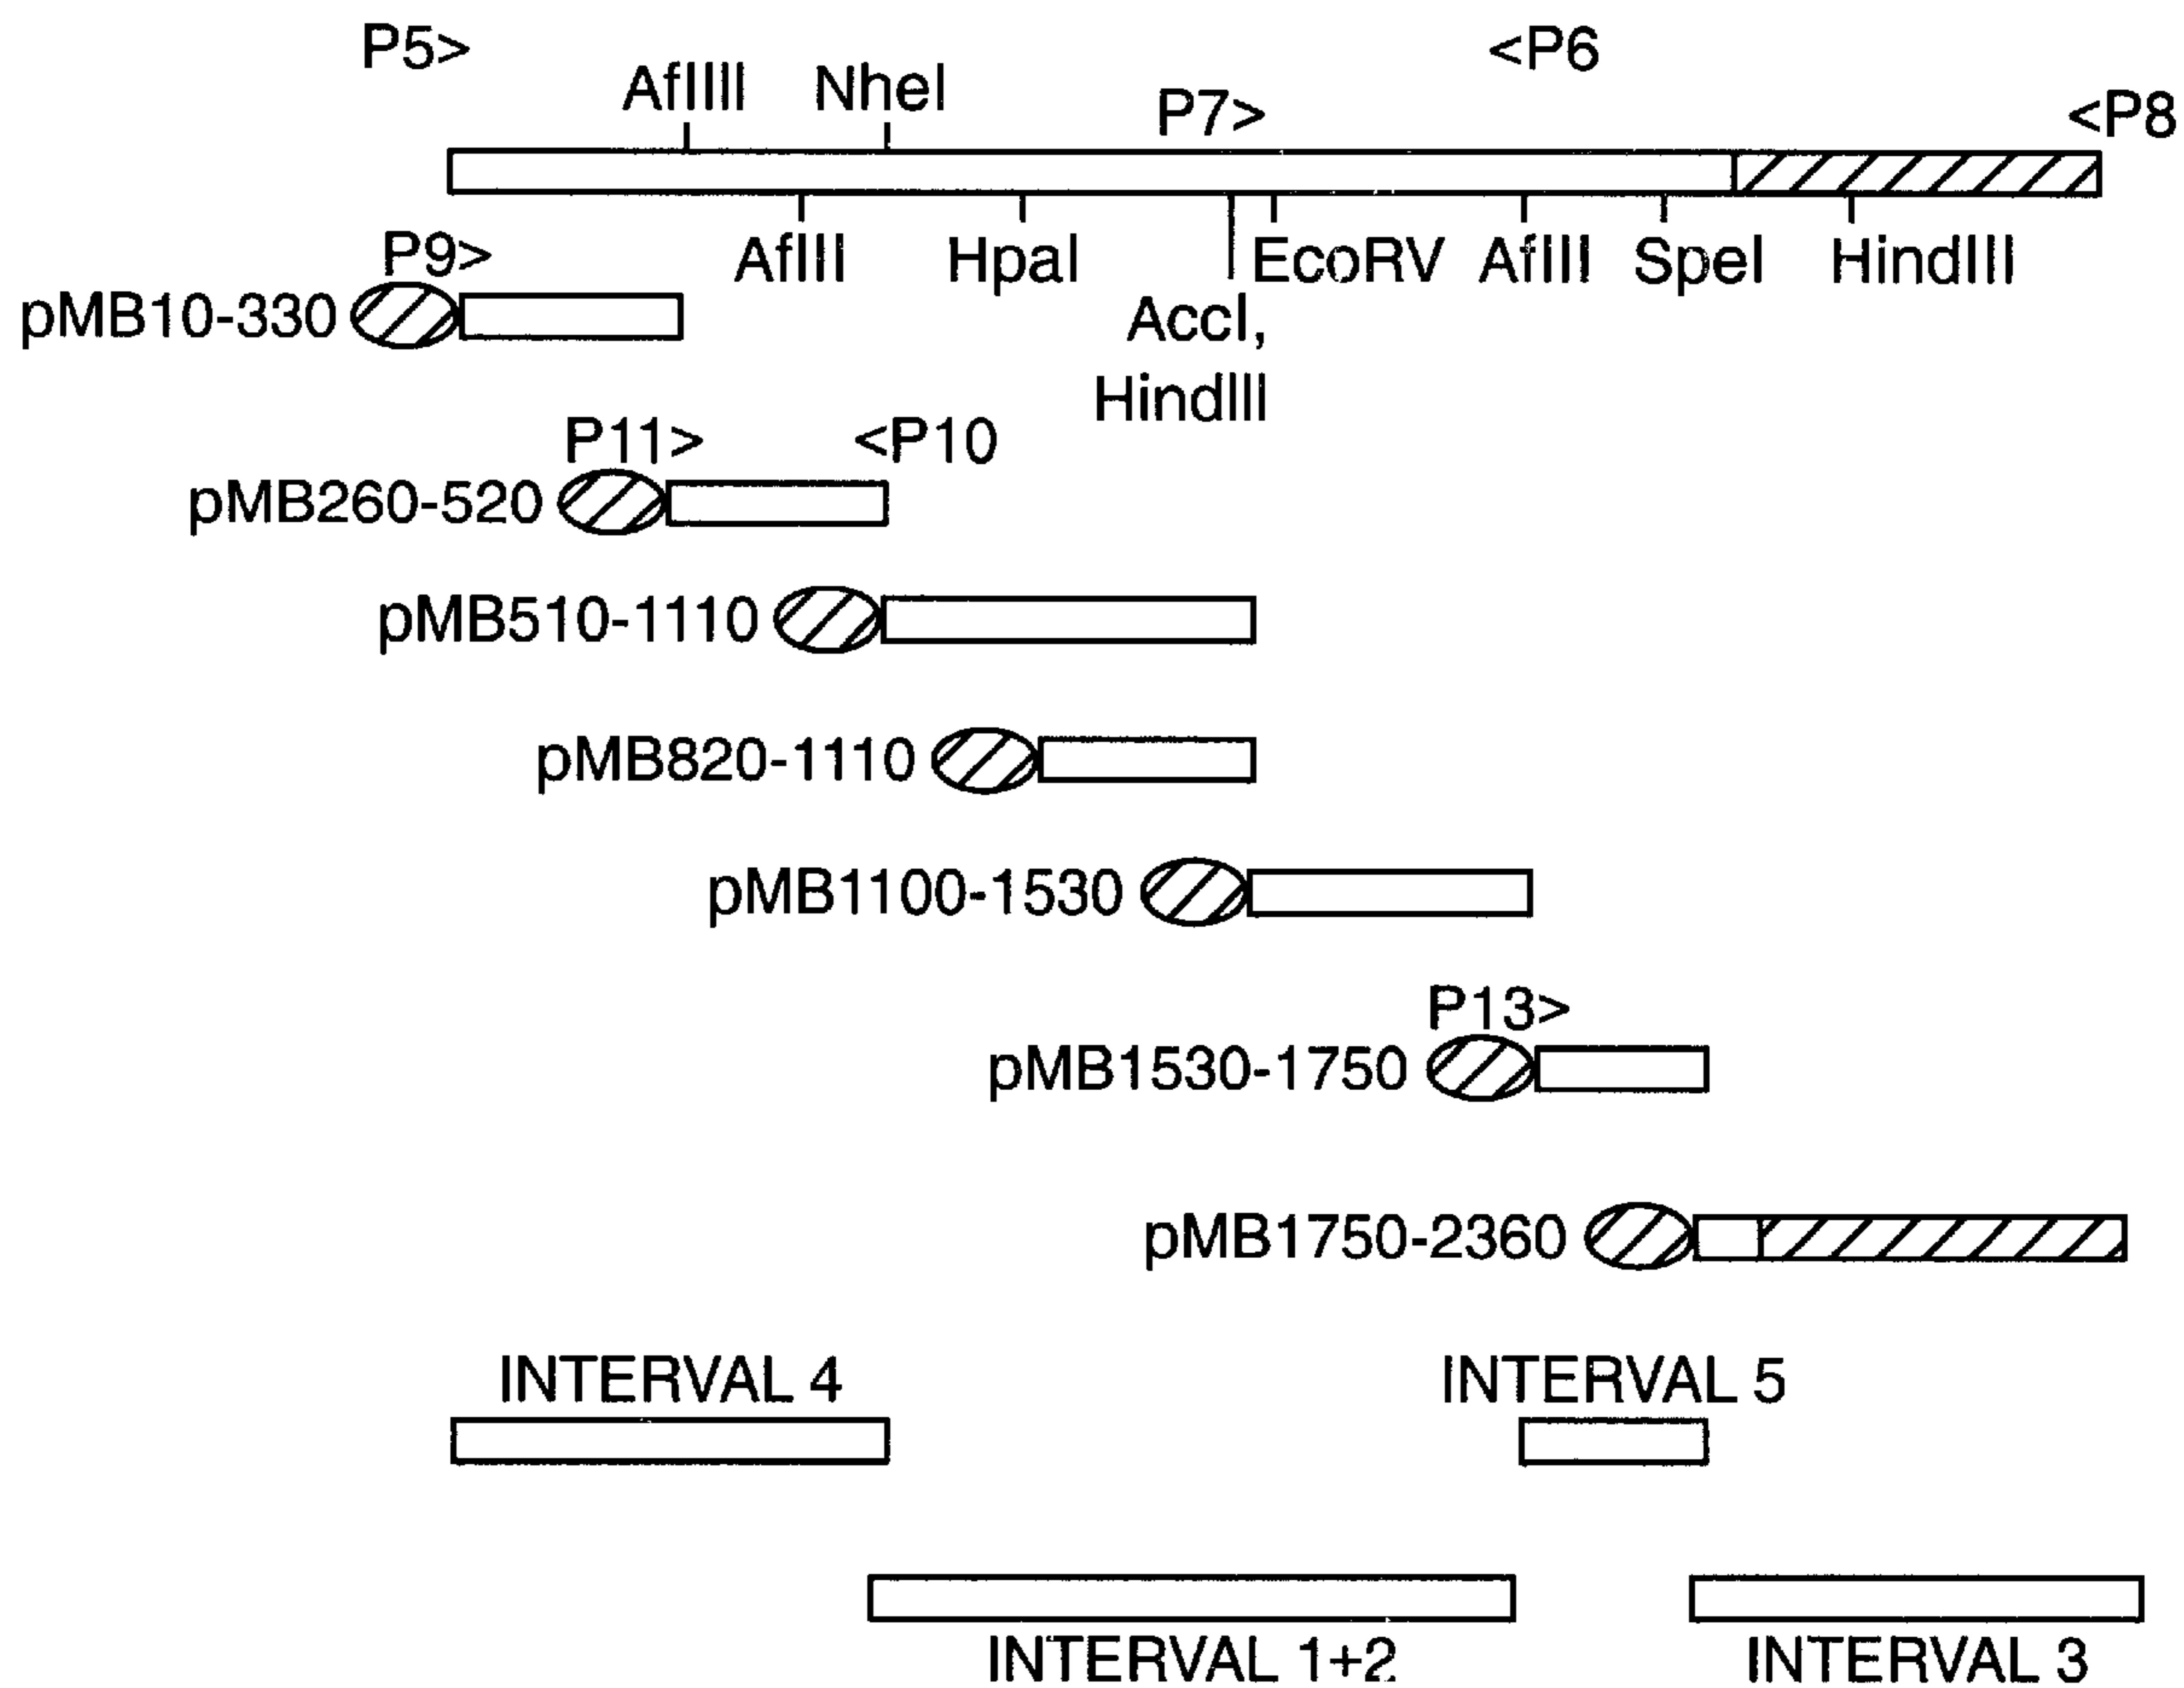 P5>
<P6
AflIII
NheI
P7>
<P8
AflII
HpaI
EcoRV
AflII
SpeI
HindIII
P9>
pMB10-330
AccI,
HindIII
P11>
<P10
pMB260-520
pMB510-1110
pMB820-1110
pMB1100-1530
P13>
pMB1530-1750
pMB1750-2360
INTERVAL 4
INTERVAL 5
INTERVAL 1+2
INTERVAL 3